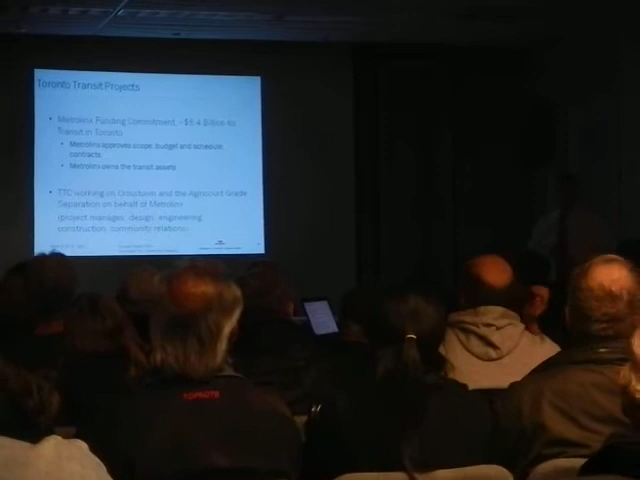 Toronto Transit Projects
• Metrolinx Funding Commitment, - $8.4 Billion for
Transit in Toronto
• Metrolinx approves scope, budget and schedule,
contracts
• Metrolinx owns the transit assets
• TTC working on Crosstown and the Agincourt Grade
Separation on behalf of Metrolinx
(project manages, design, engineering
construction, community relations)